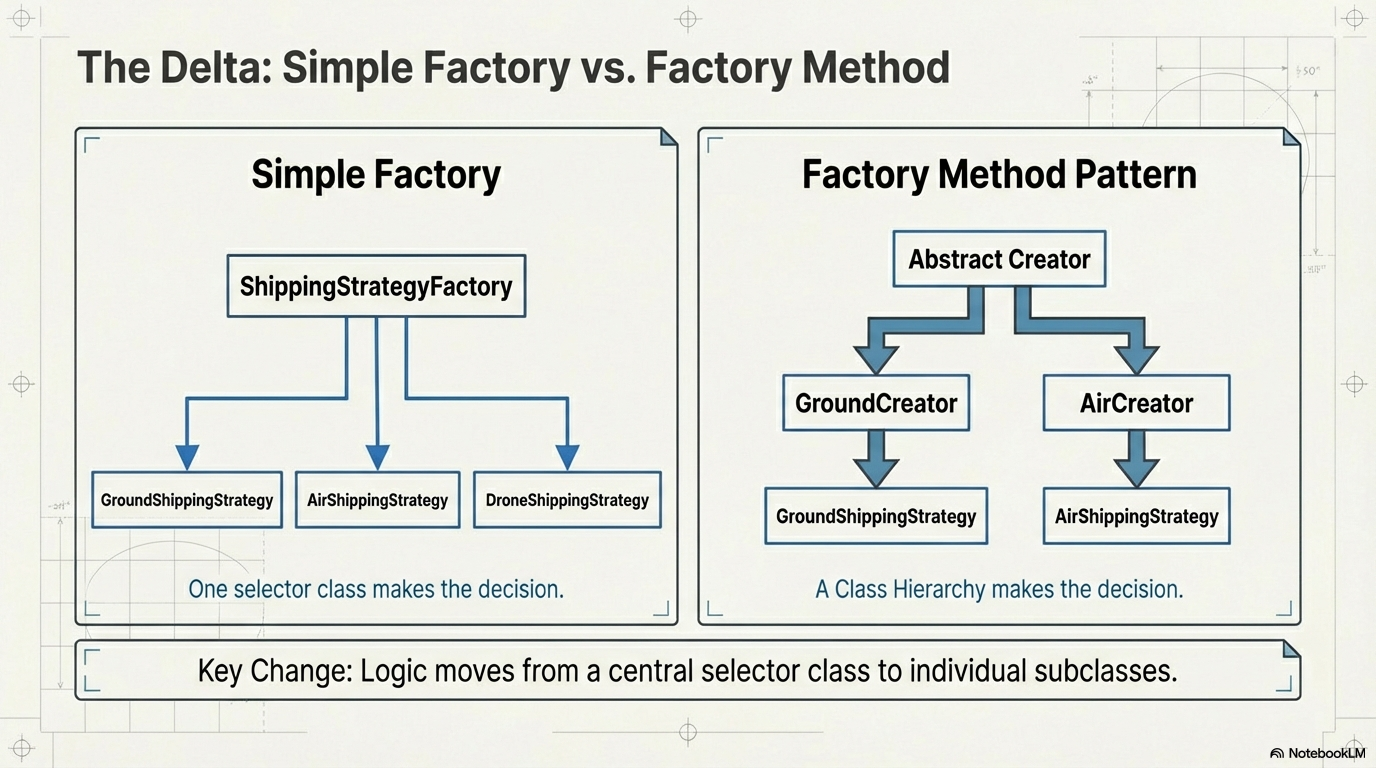 The Delta: Simple Factory vs. Factory Method
Simple Factory
ShippingStrategyFactory
GroundShippingStrategy
AirShippingStrategy
DroneShippingStrategy
One selector class makes the decision.
Factory Method Pattern
Abstract Creator
GroundCreator
AirCreator
GroundShippingStrategy
AirShippingStrategy
A Class Hierarchy makes the decision.
Key Change: Logic moves from a central selector class to individual subclasses.
NotebookLM